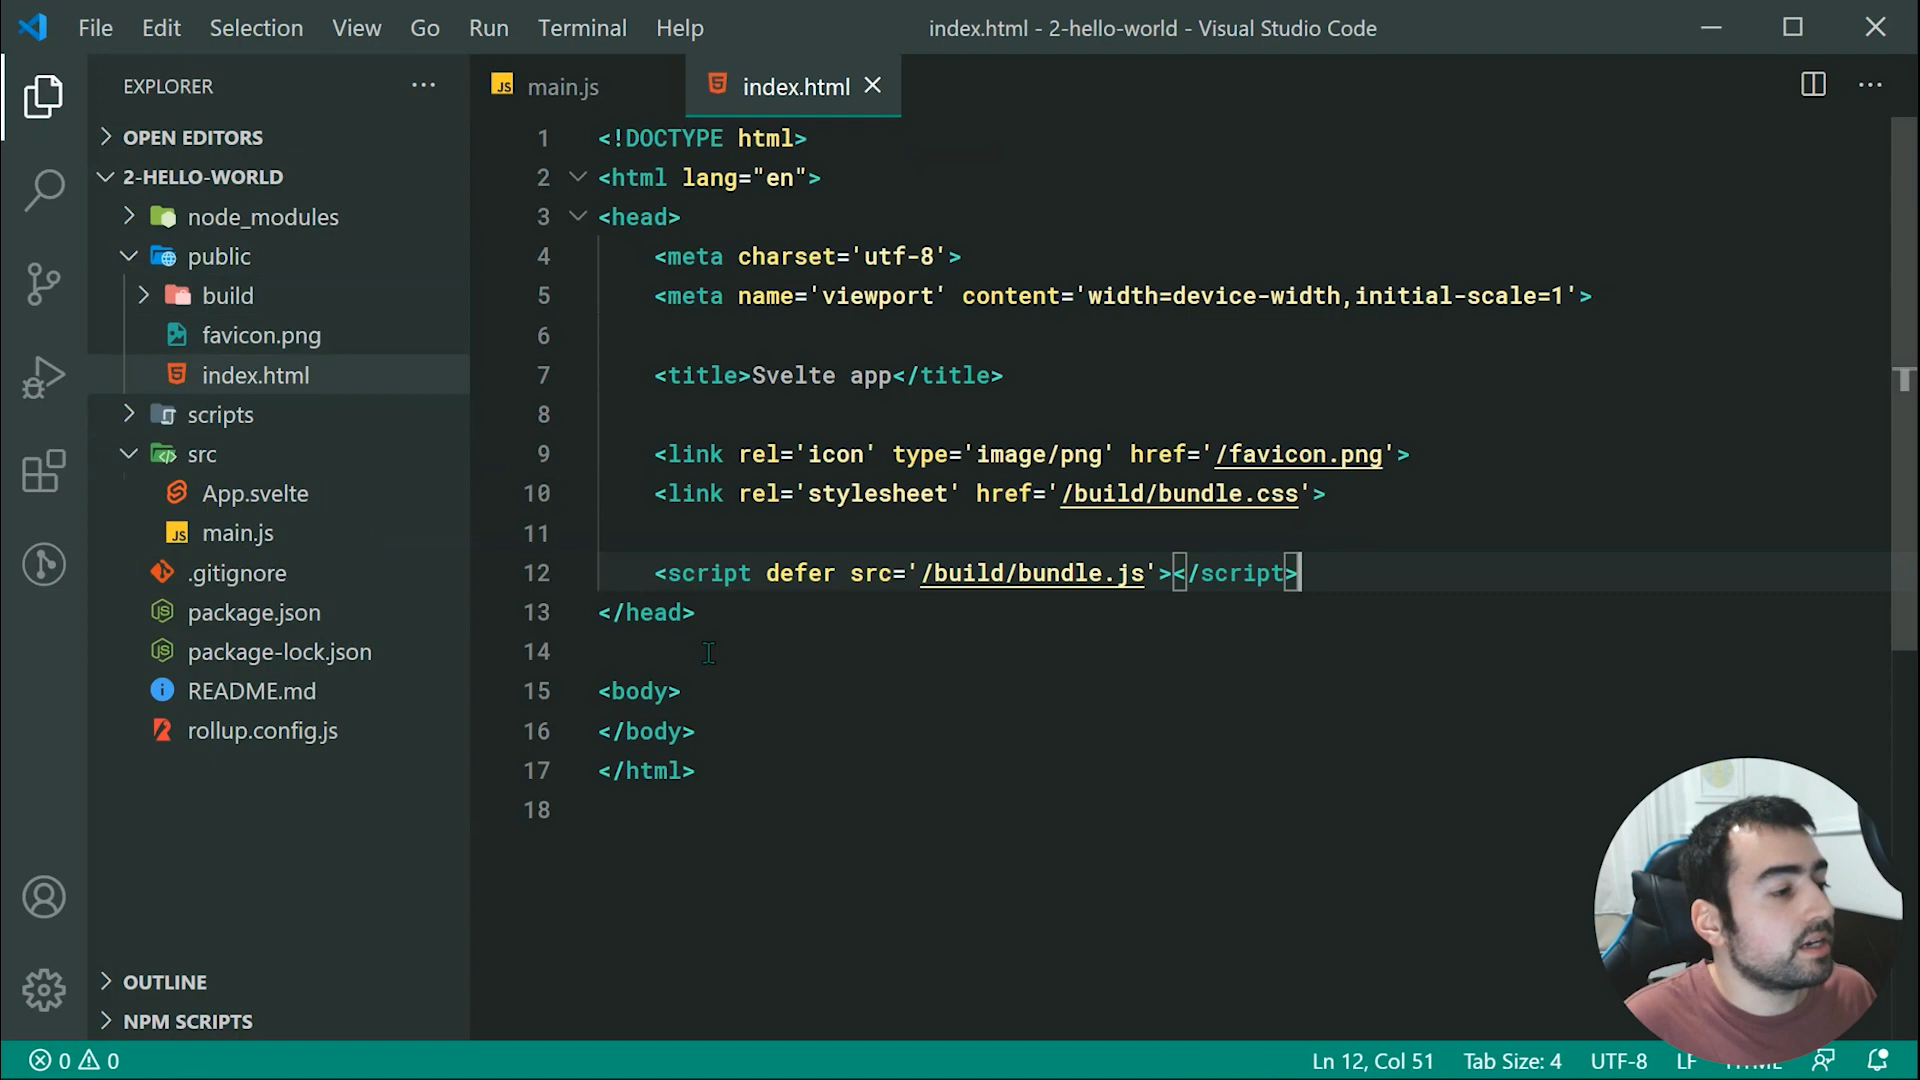 File Edit Selection View Go Run Terminal Help
index.html - 2-hello-world - Visual Studio Code
EXPLORER
OPEN EDITORS
2-HELLO-WORLD
node_modules
public
build
favicon.png
index.html
scripts
src
App.svelte
JS main.js
.gitignore
package.json
package-lock.json
README.md
rollup.config.js
OUTLINE
NPM SCRIPTS
JS main.js
index.html
1 <!DOCTYPE html>
2 <html lang="en">
3 <head>
4 <meta charset='utf-8'>
5 <meta name='viewport' content='width=device-width,initial-scale=1'>
6
7 <title>Svelte app</title>
8
9 <link rel='icon' type='image/png' href='/favicon.png'>
10 <link rel='stylesheet' href='/build/bundle.css'>
11
12 <script defer src='/build/bundle.js'></script>
13 </head>
14
15 <body>
16 </body>
17 </html>
18
0 0 Ln 12, Col 51 Tab Size: 4 UTF-8 LF HTML